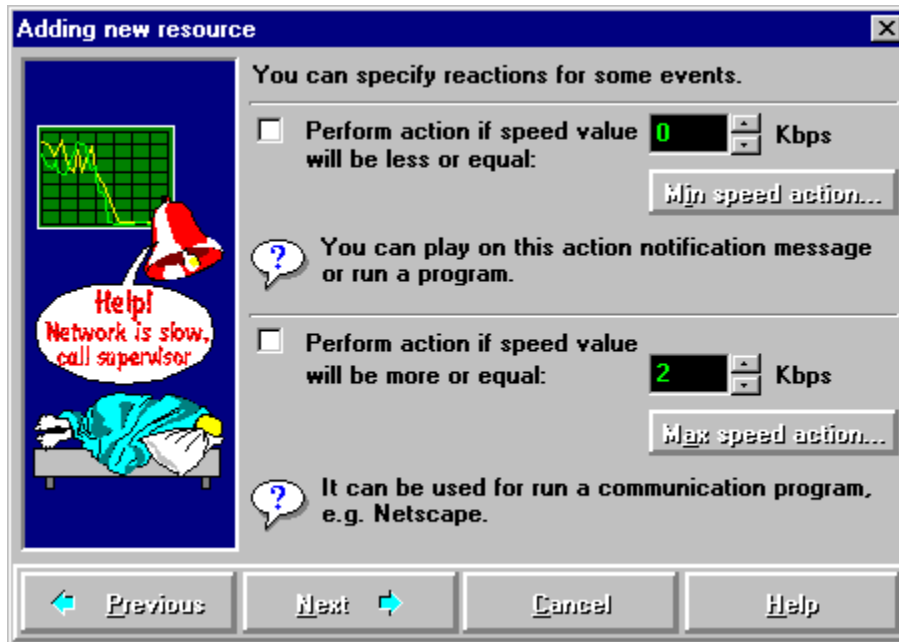 Adding new resource
You can specify reactions for some events.
Perform action if speed value
will be less or equal:
0
Kbps
Min speed action...
You can play on this action notification message
or run a program.
Help!
Network is slow,
call supervisor
Perform action if speed value
will be more or equal:
2
Kbps
Max speed action...
It can be used for run a communication program,
e.g. Netscape.
Previous
Next
Cancel
Help